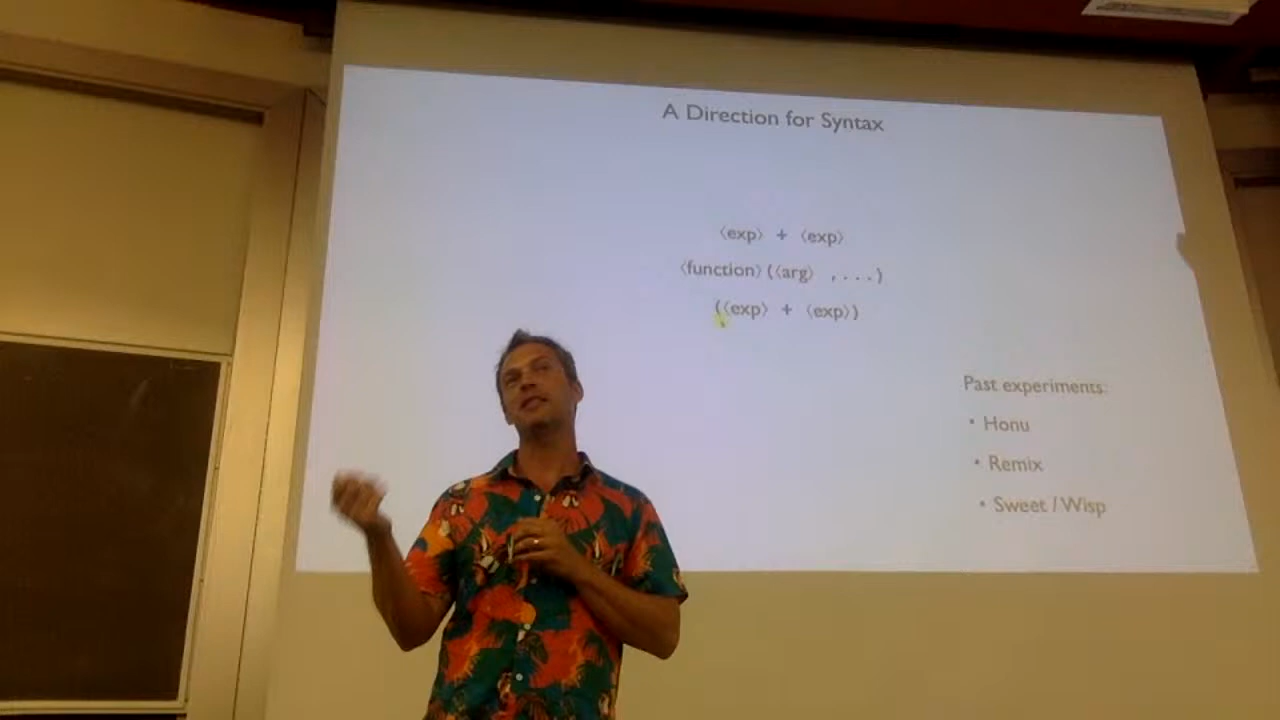 A Direction for Syntax
⟨exp⟩ + ⟨exp⟩
⟨function⟩(⟨arg⟩ ,....)
(⟨exp⟩ + ⟨exp⟩)
Past experiments:
• Honu
• Remix
• Sweet / Wisp